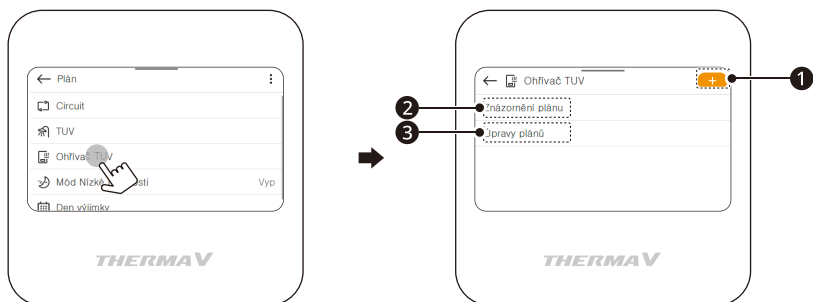 Plán
Circuit
TUV
Ohřívač TUV
Mód Nízké Vyp
Den výjimky
THERMA V
Ohřívač TUV
+
1
2
Znázornění plánu
3
Úpravy plánů
THERMA V